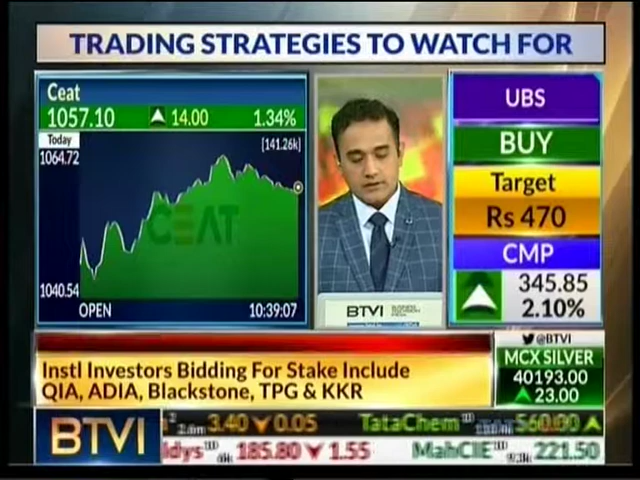 TRADING STRATEGIES TO WATCH FOR
Ceat
1057.10 14.00 1.34%
Today
[141.26k]
1064.72
CEAT
1040.54
OPEN 10:39:07
BTVI
UBS
BUY
Target
Rs 470
CMP
345.85
2.10%
@BTVI
MCX SILVER
40193.00
23.00
Instl Investors Bidding For Stake Include
QIA, ADIA, Blackstone, TPG & KKR
BTVI
3.40 0.05 TataChem 560.00
ldys 185.80 1.55 MahCIE 221.50